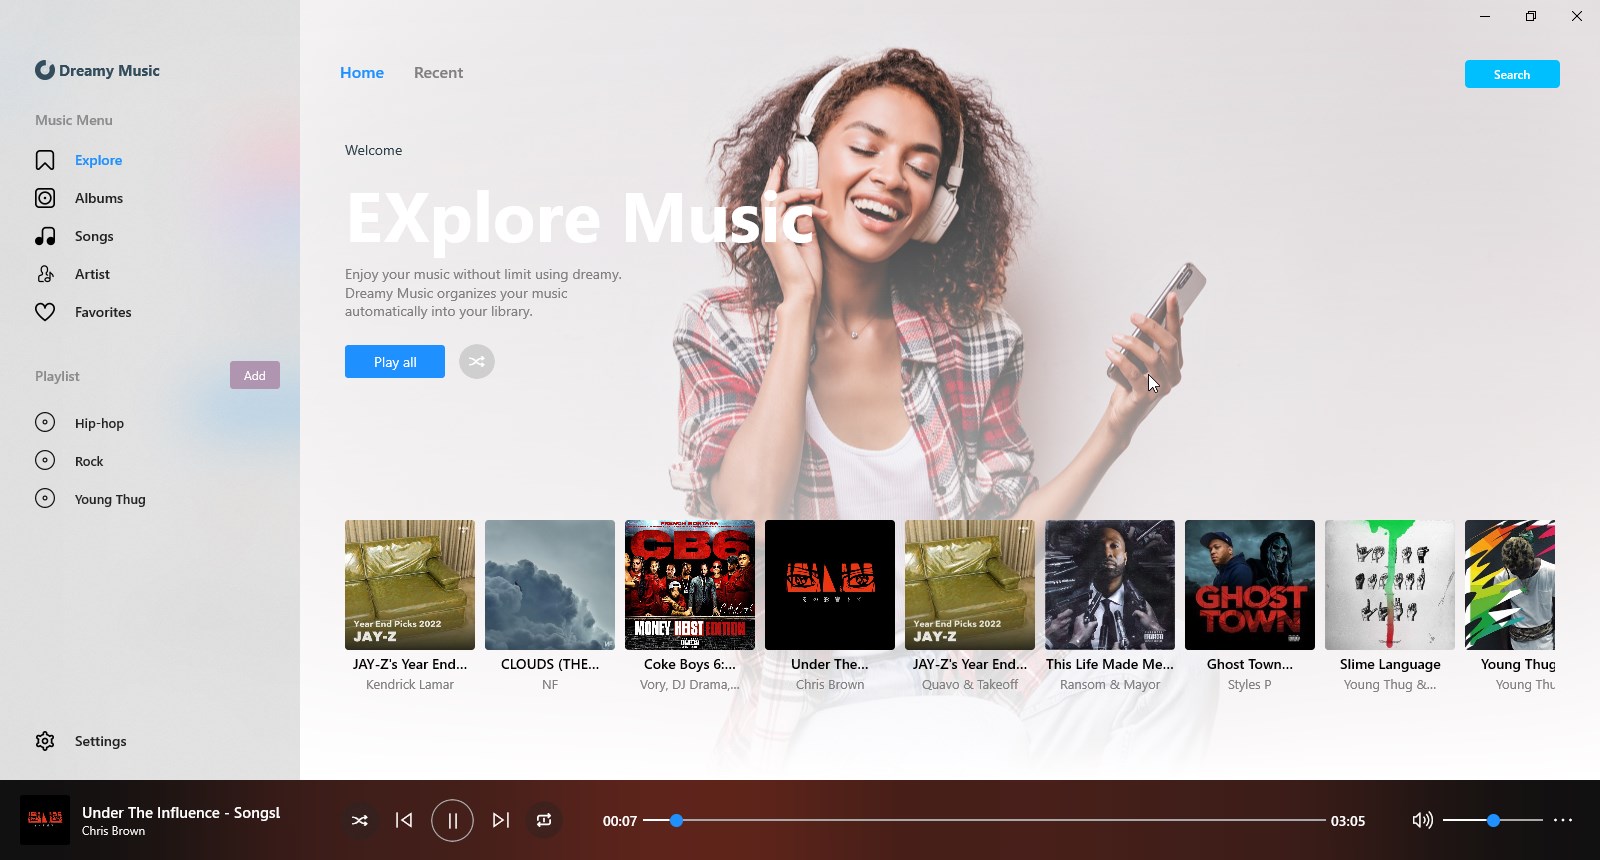 Dreamy Music
Music Menu
Explore
Albums
Songs
Artist
Favorites
Playlist
Add
Hip-hop
Rock
Young Thug
Settings
Home
Recent
Search
Welcome
EXplore Music
Enjoy your music without limit using dreamy.
Dreamy Music organizes your music
automatically into your library.
Play all
Year End Picks 2022
JAY-Z
JAY-Z's Year End...
Kendrick Lamar
CLOUDS (THE...
NF
FRENCH MONTANA
CB6
MONEY HEIST EDITION
Coke Boys 6:...
Vory, DJ Drama,...
Under The...
Chris Brown
Year End Picks 2022
JAY-Z
JAY-Z's Year End...
Quavo & Takeoff
This Life Made Me...
Ransom & Mayor
GHOST
TOWN
Ghost Town...
Styles P
Slime Language
Young Thug &...
Young Thug
Young Thu
Under The Influence - Songsl
Chris Brown
00:07
03:05